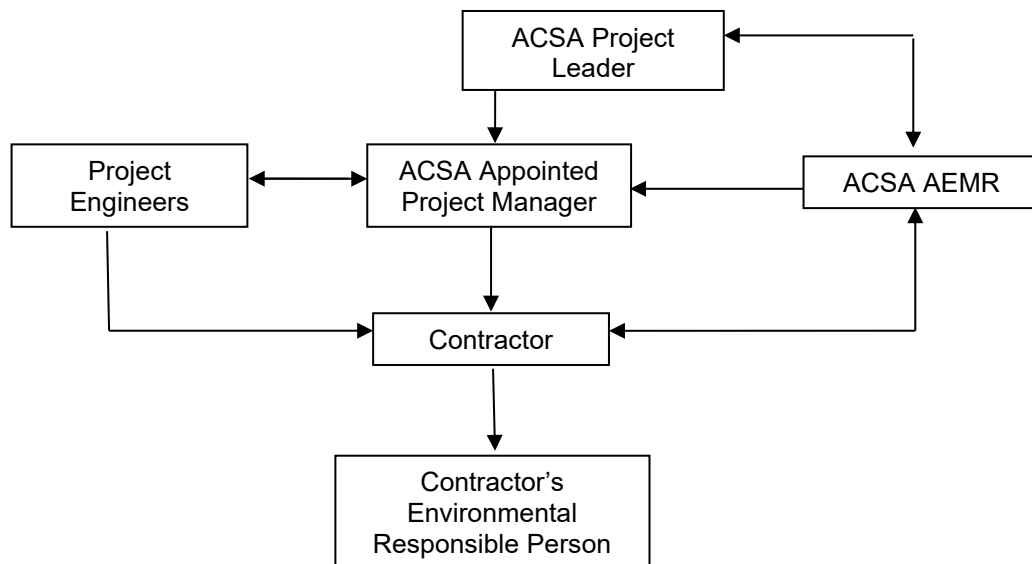 ACSA Project
Leader
Project
Engineers
ACSA Appointed
Project Manager
ACSA AEMR
Contractor
Contractor’s
Environmental
Responsible Person